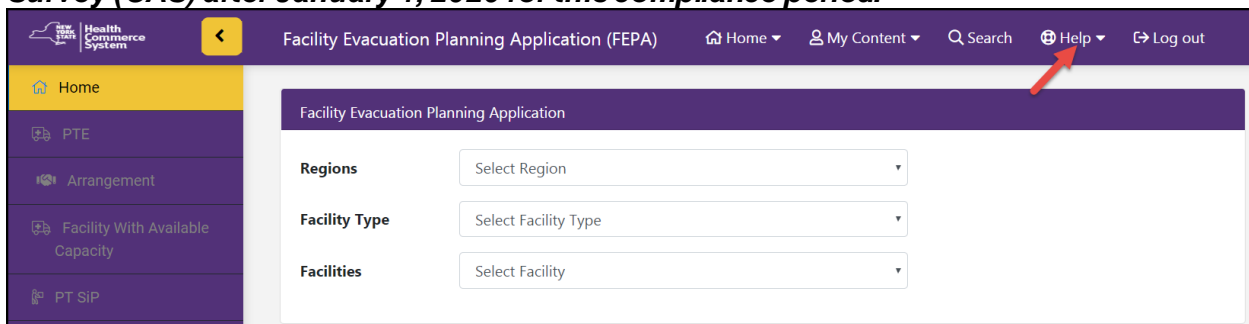 Survey (CAS) after January 1, 2020 for this compliance period.
NEW YORK STATE Health Commerce System
Facility Evacuation Planning Application (FEPA) Home My Content Search Help Log out
Home
Facility Evacuation Planning Application
PTE
Regions Select Region
Arrangement
Facility Type Select Facility Type
Facility With Available
Capacity
Facilities Select Facility
PT SiP